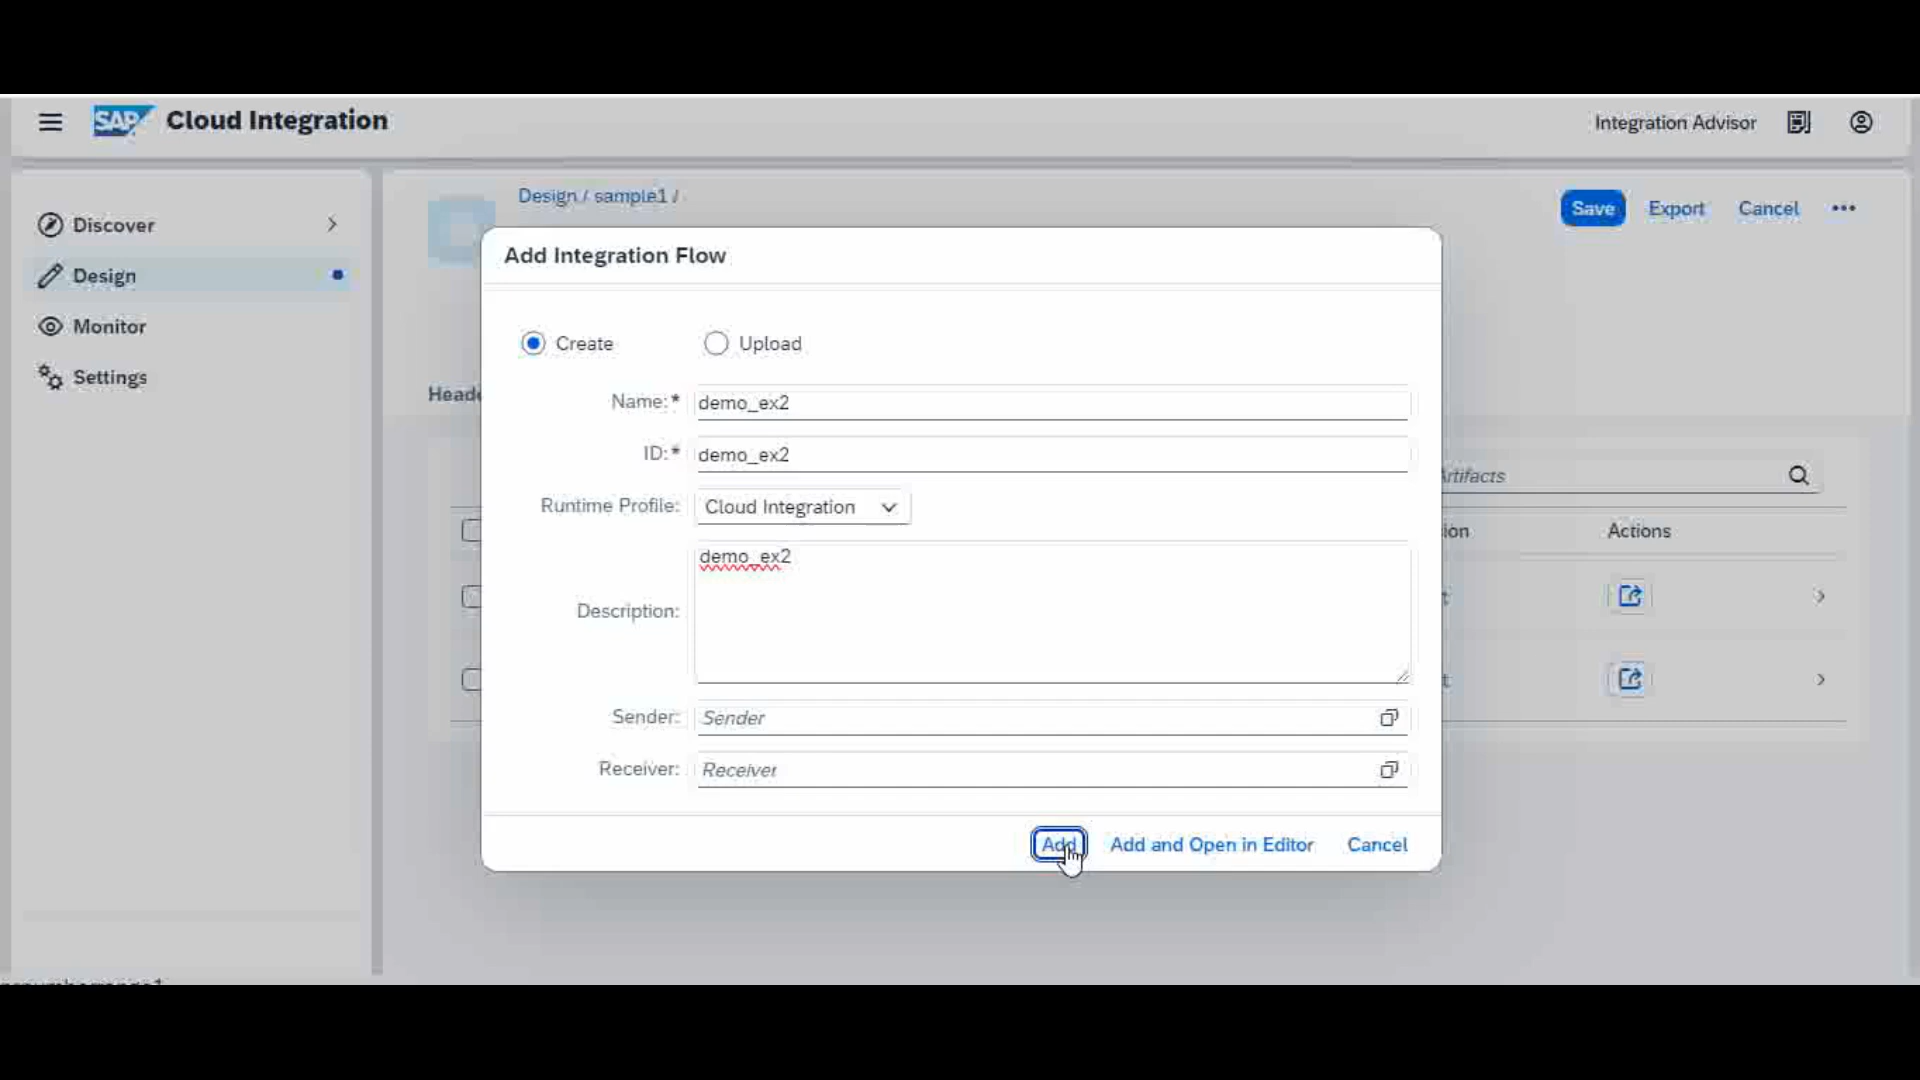 SAP Cloud Integration
Integration Advisor
Discover
Design
Monitor
Settings
Design / sample1 /
Save Export Cancel
Add Integration Flow
Create Upload
Name:* demo_ex2
ID:* demo_ex2
Runtime Profile: Cloud Integration
Description: demo_ex2
Sender: Sender
Receiver: Receiver
Add Add and Open in Editor Cancel
Heade
Artifacts
ion Actions